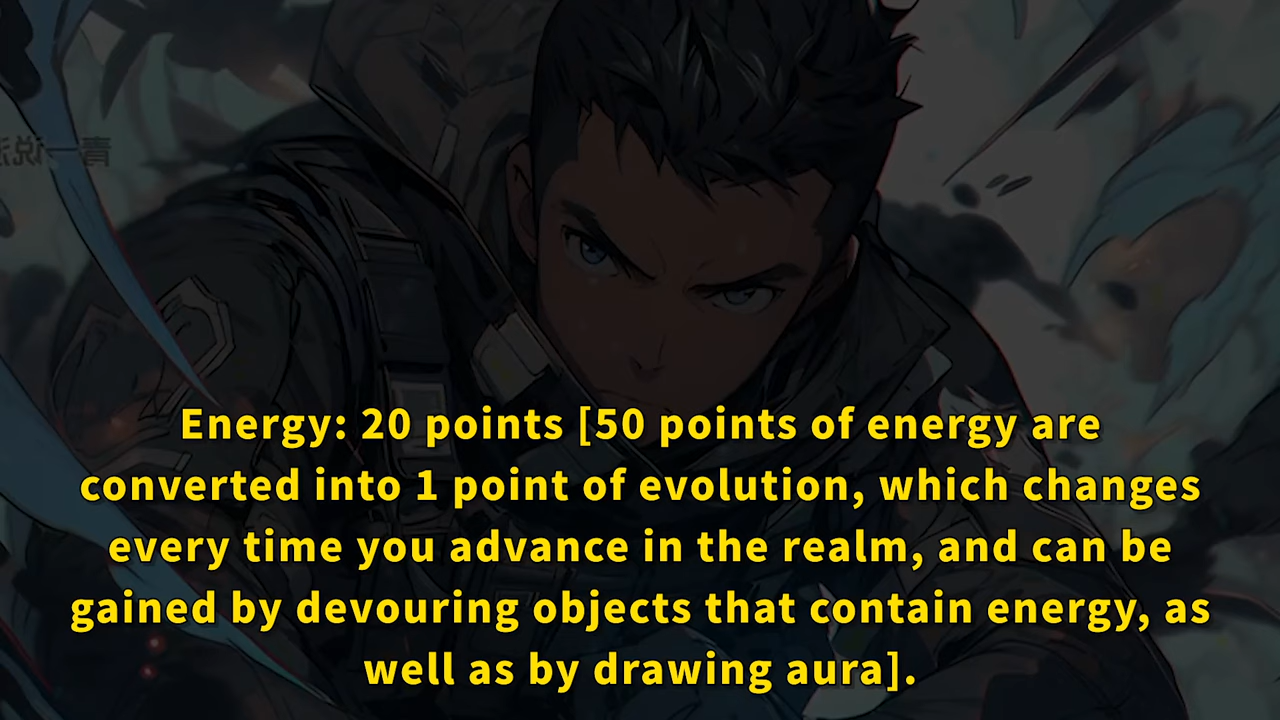 Energy: 20 points [50 points of energy are
converted into 1 point of evolution, which changes
every time you advance in the realm, and can be
gained by devouring objects that contain energy, as
well as by drawing aura].